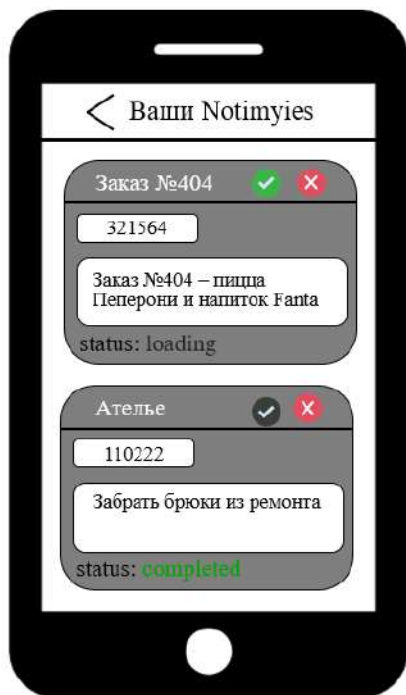 Ваши Notimyies
Заказ №404
321564
Заказ №404 – пицца
Пеперони и напиток Fanta
status: loading
Ателье
110222
Забрать брюки из ремонта
status: completed